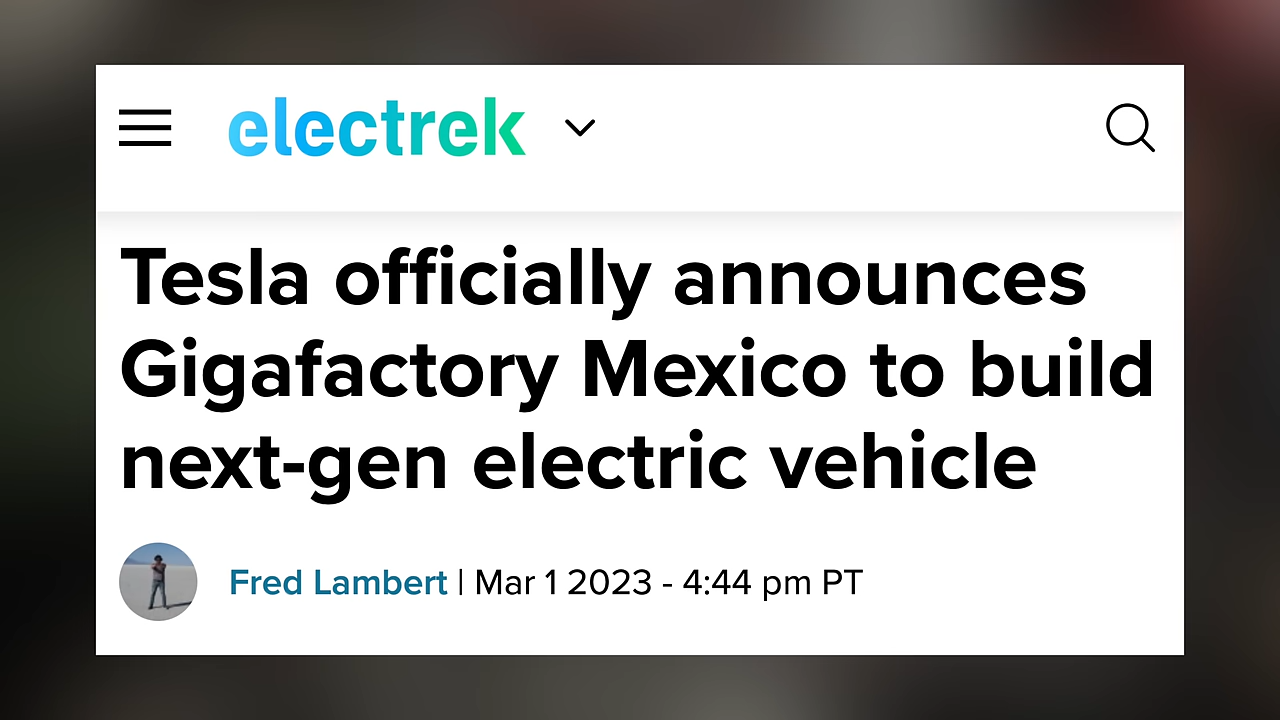 electrek
Tesla officially announces
Gigafactory Mexico to build
next-gen electric vehicle
Fred Lambert | Mar 1 2023 - 4:44 pm PT